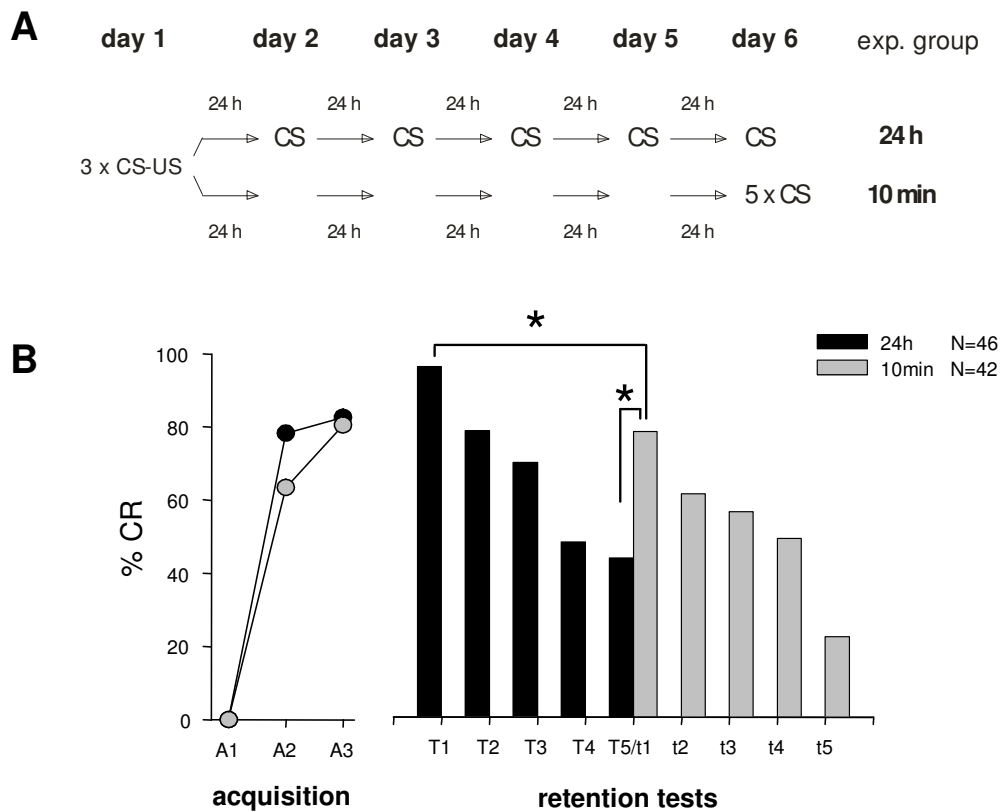 A
day 1 day 2 day 3 day 4 day 5 day 6 exp. group
24 h 24 h 24 h 24 h 24 h
CS CS CS CS CS 24 h
3 x CS-US
5 x CS 10 min
24 h 24 h 24 h 24 h 24 h
B
* 
24h N=46
10min N=42
*
100
80
60
40
20
0
% CR
A1 A2 A3
T1 T2 T3 T4 T5/t1 t2 t3 t4 t5
acquisition
retention tests